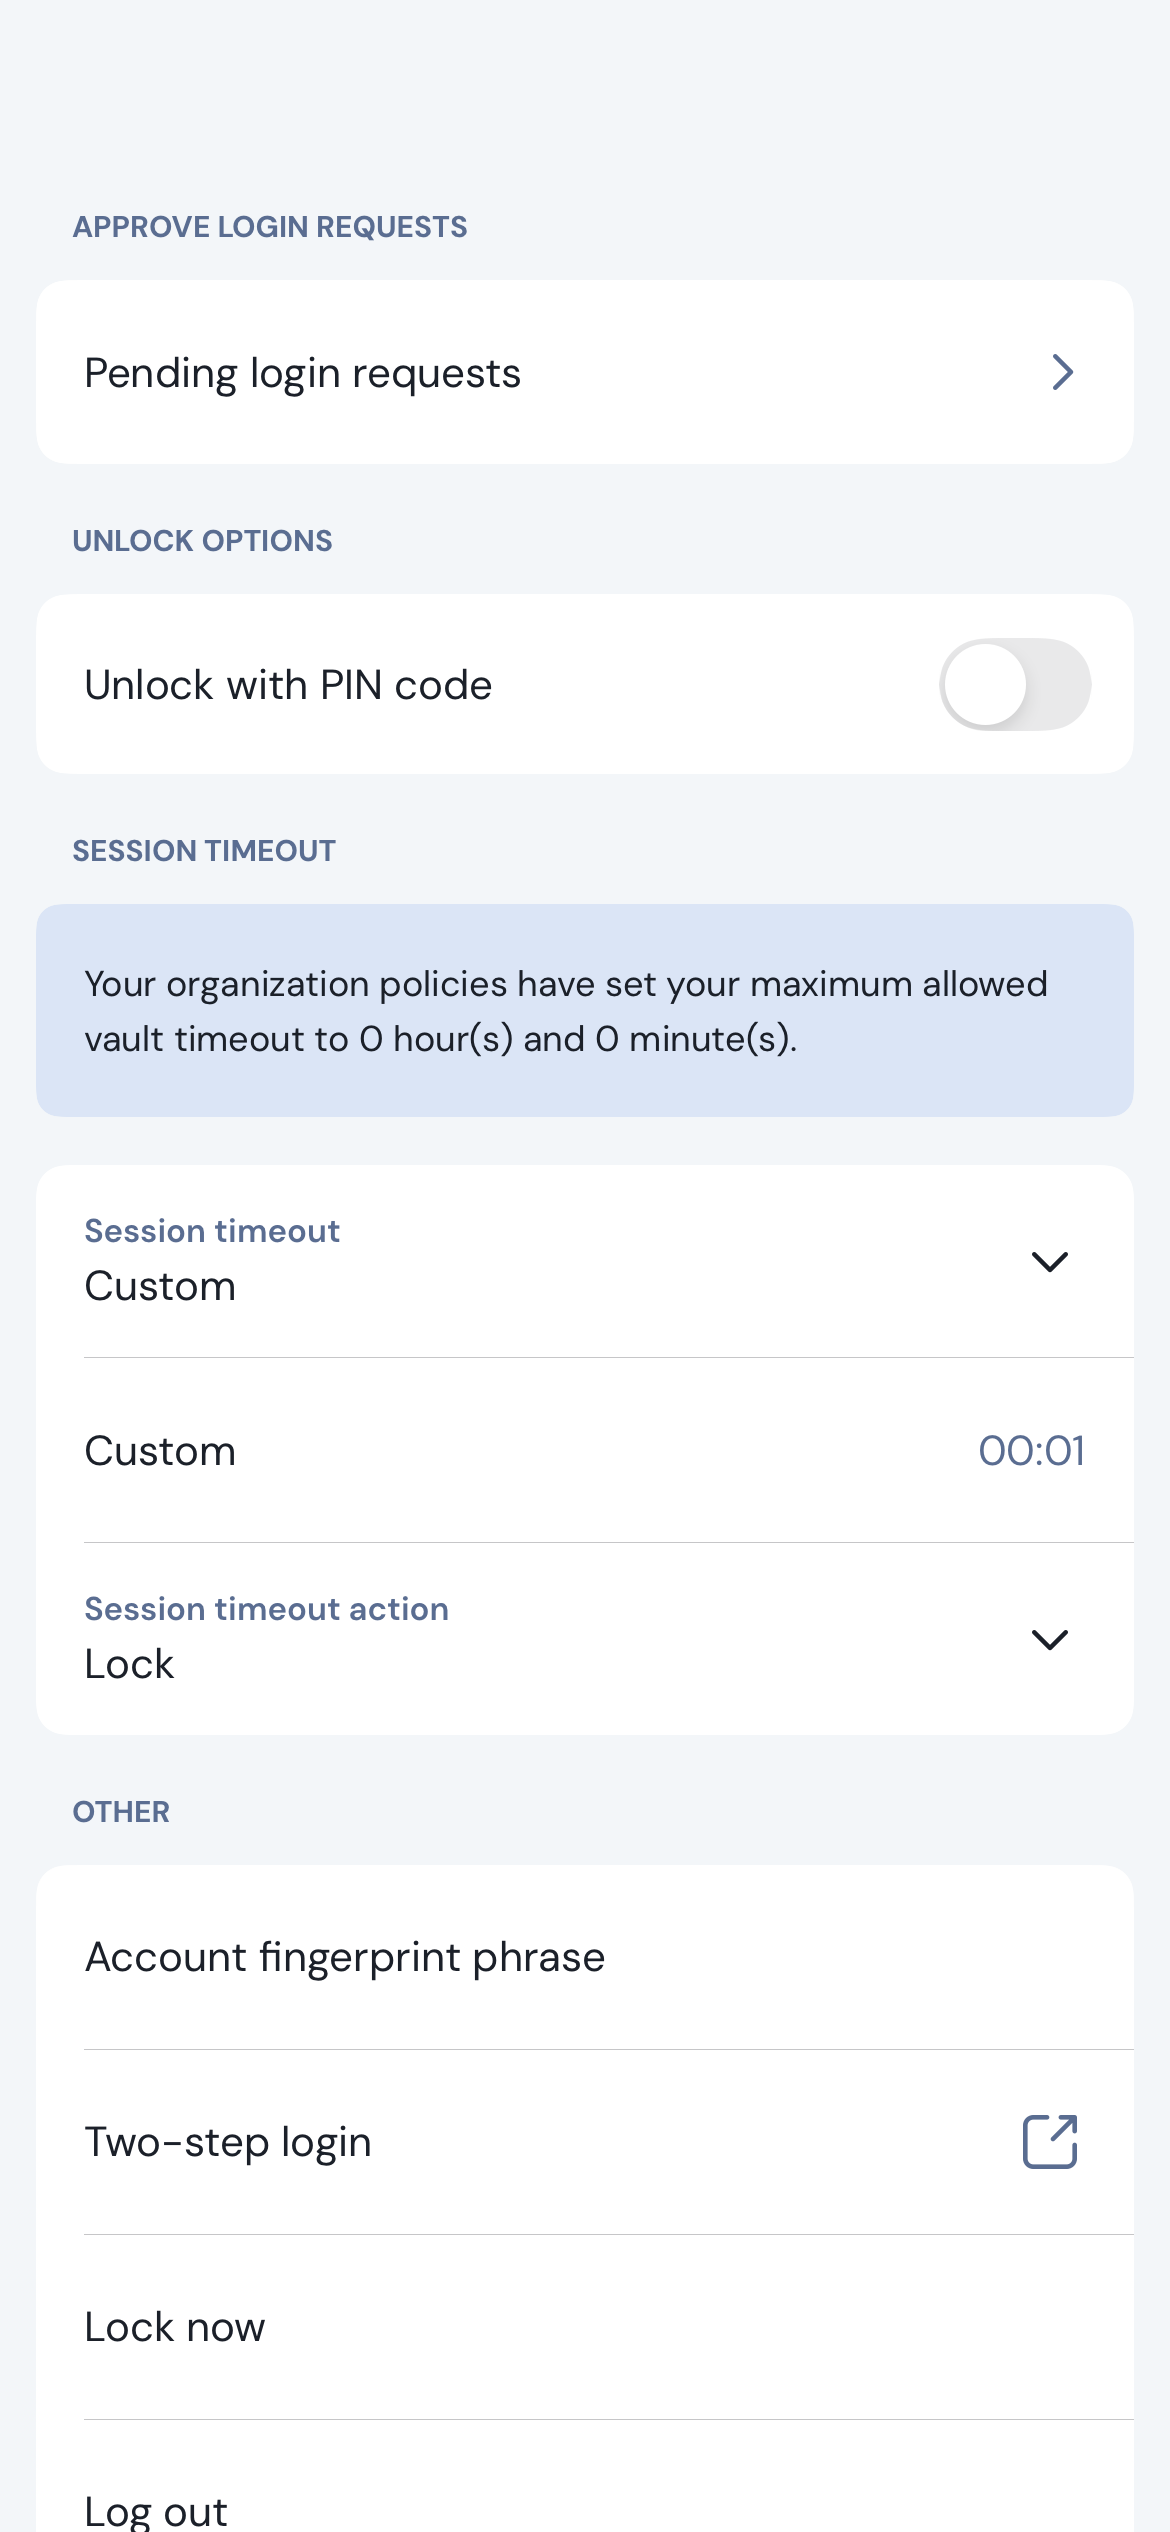 APPROVE LOGIN REQUESTS
Pending login requests
UNLOCK OPTIONS
Unlock with PIN code
SESSION TIMEOUT
Your organization policies have set your maximum allowed
vault timeout to 0 hour(s) and 0 minute(s).
Session timeout
Custom
Custom 00:01
Session timeout action
Lock
OTHER
Account fingerprint phrase
Two-step login
Lock now
Log out